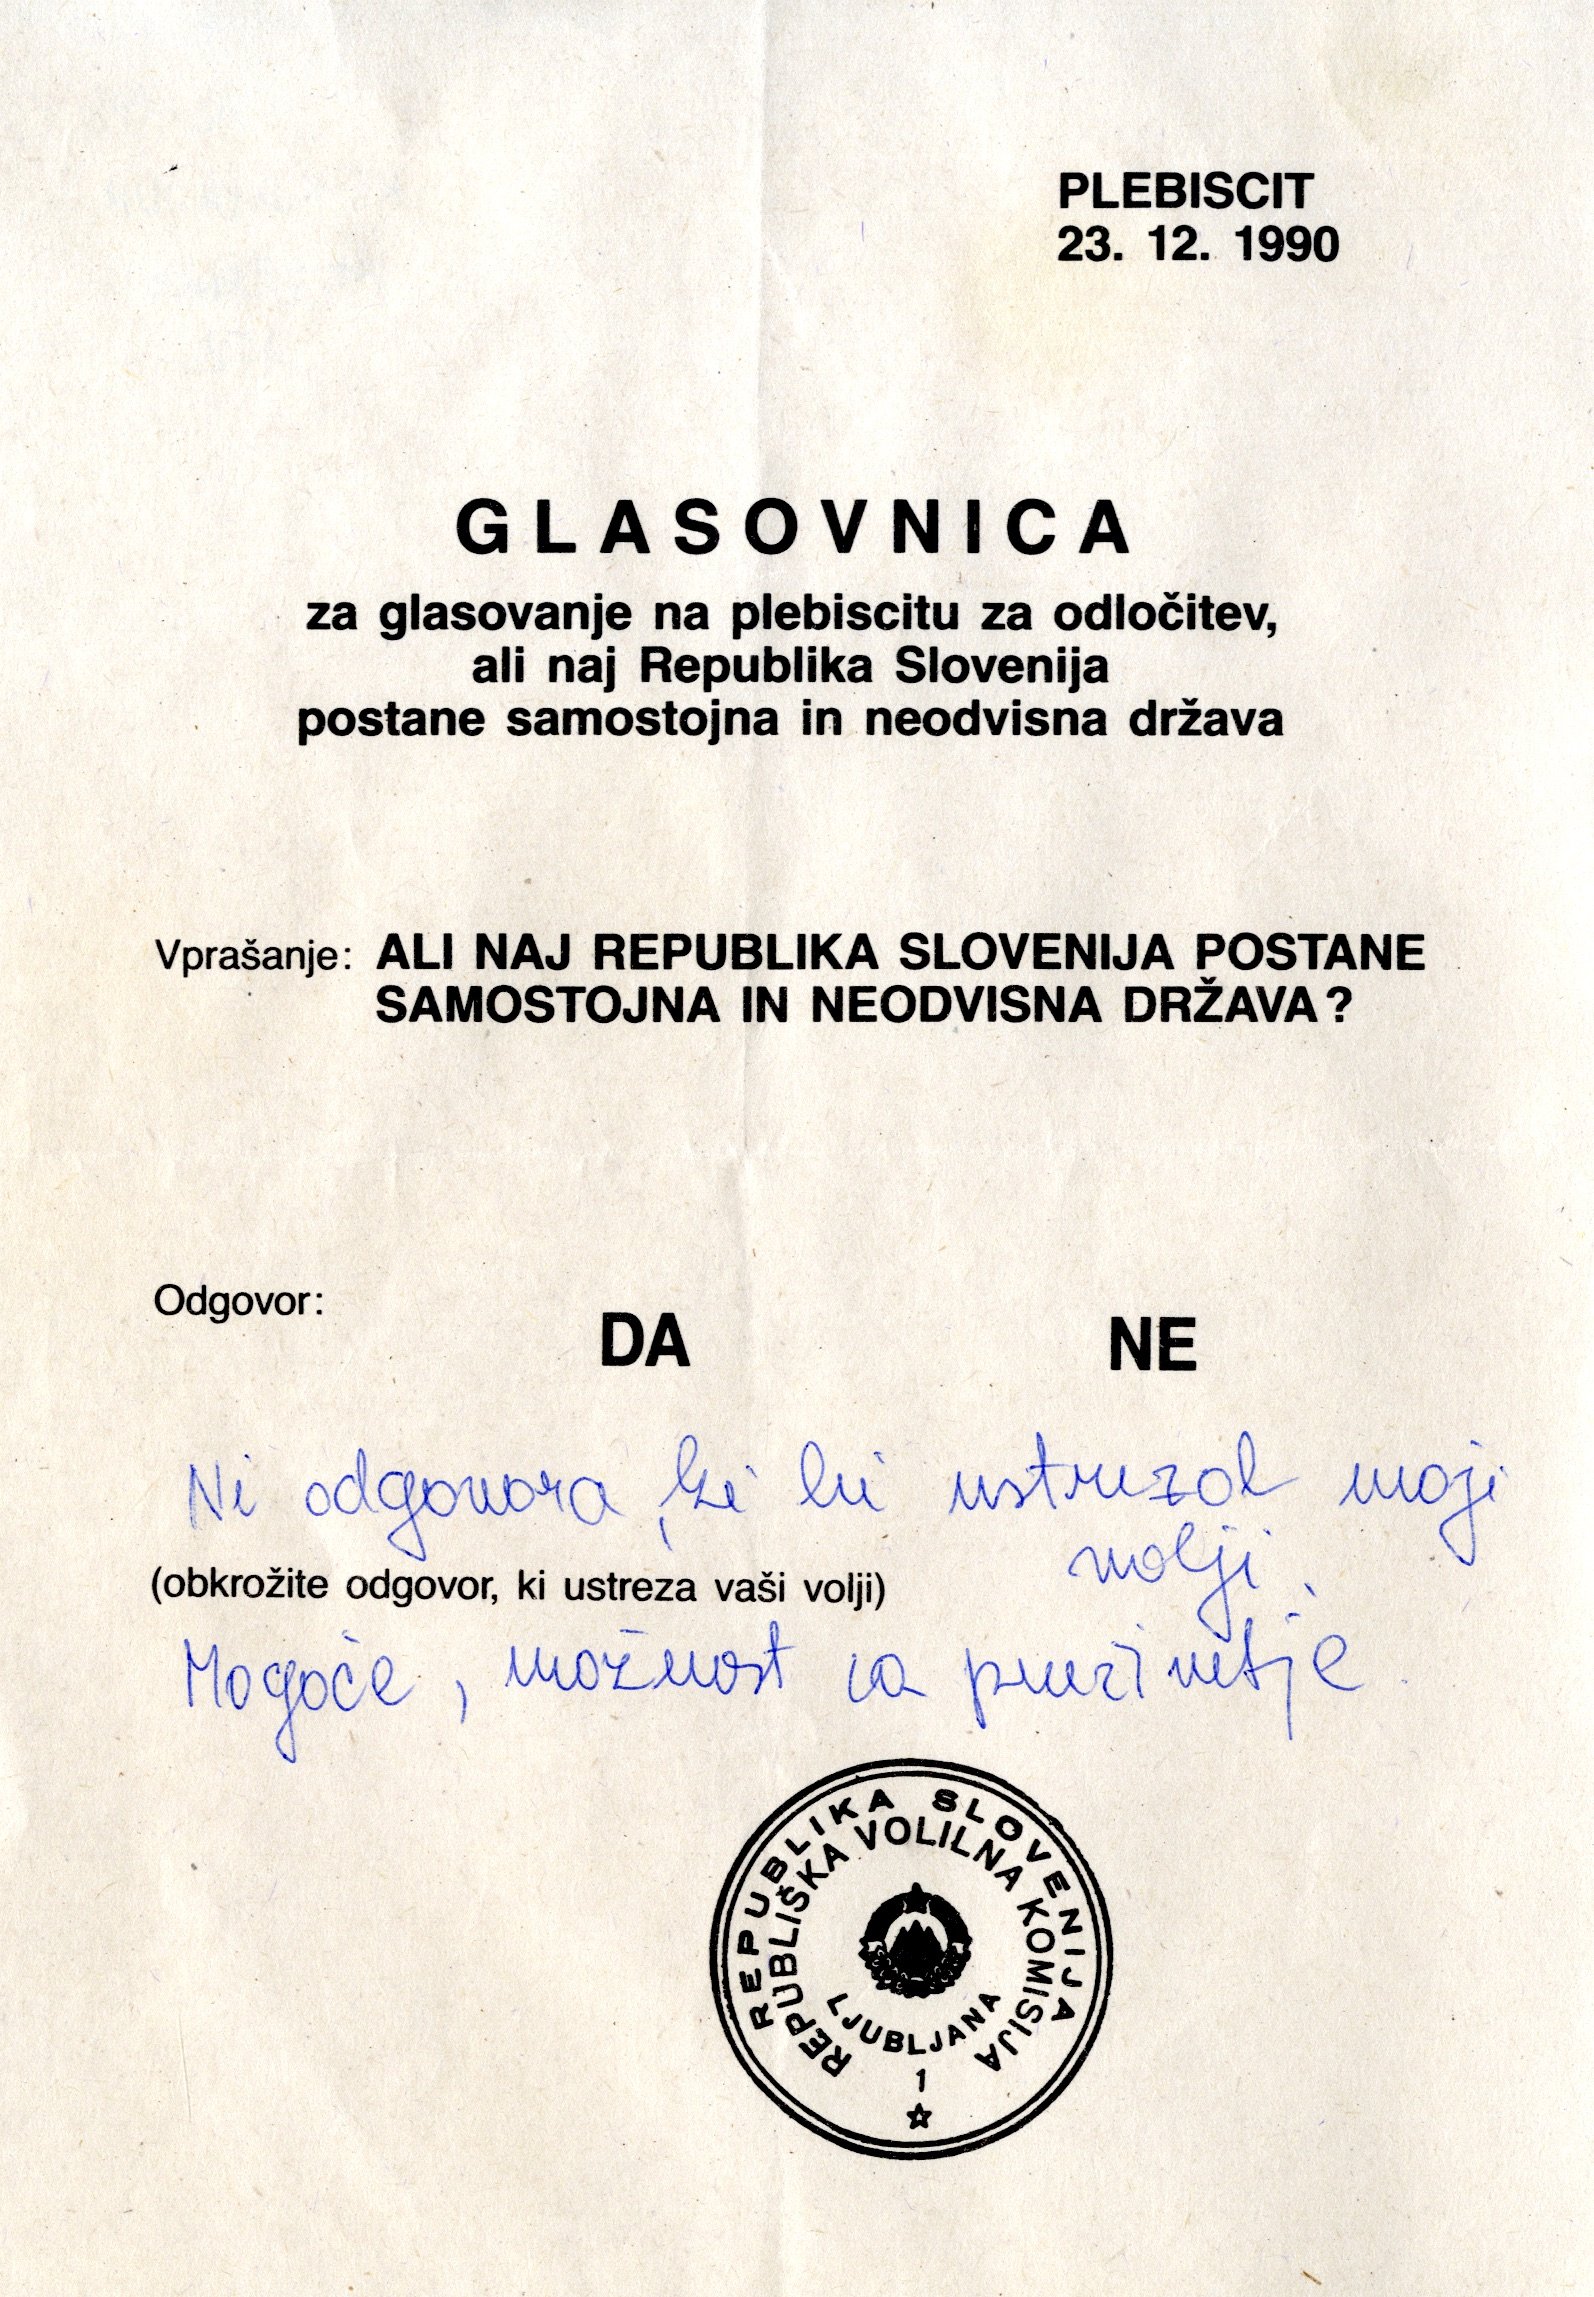 PLEBISCIT
23. 12. 1990
GLASOVNICA
za glasovanje na plebiscitu za odločitev,
ali naj Republika Slovenija
postane samostojna in neodvisna država
Vprašanje: ALI NAJ REPUBLIKA SLOVENIJA POSTANE
SAMOSTOJNA IN NEODVISNA DRŽAVA?
Odgovor:
DA NE
Ni odgovora, ki bi ustrezal moji
volji.
(obkrožite odgovor, ki ustreza vaši volji)
Mogoče, možnost za
REPUBLIKA SLOVENIJA
REPUBLIŠKA VOLILNA KOMISIJA
LJUBLJANA
1